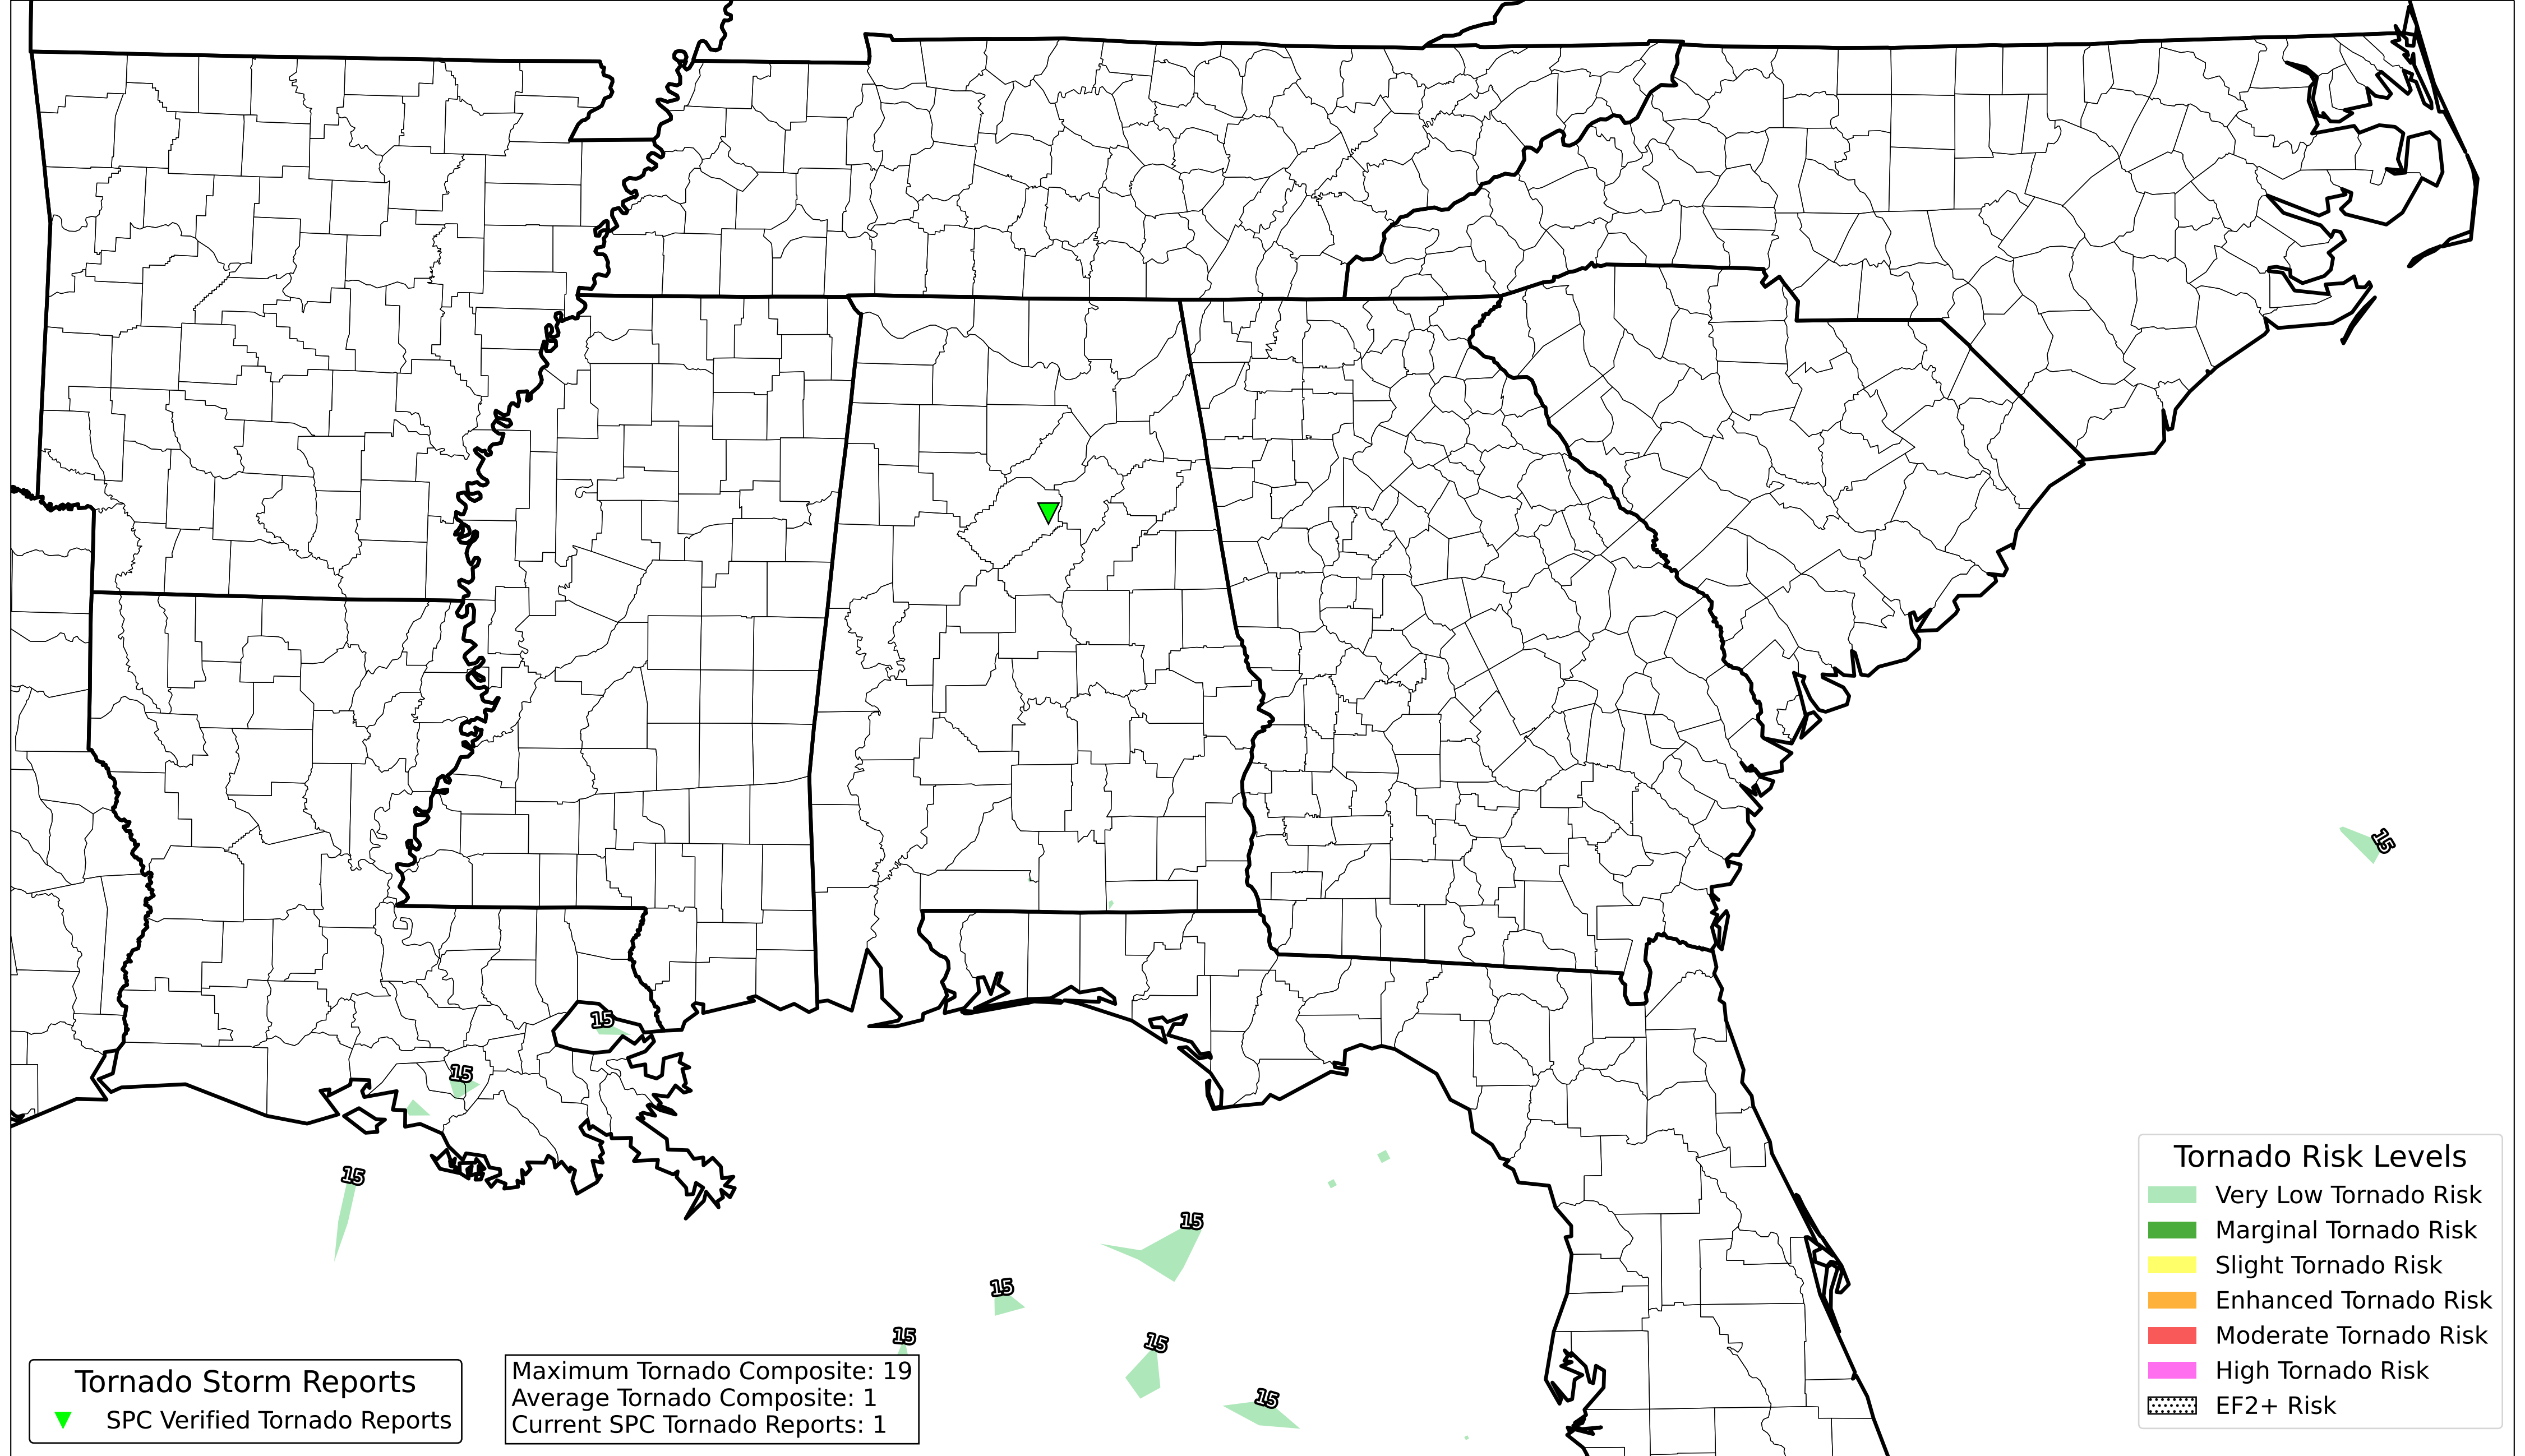 15
15
15
15
15
15
15
15
15
Tornado Risk Levels
Very Low Tornado Risk
Marginal Tornado Risk
Slight Tornado Risk
Enhanced Tornado Risk
Moderate Tornado Risk
High Tornado Risk
EF2+ Risk
Tornado Storm Reports
SPC Verified Tornado Reports
Maximum Tornado Composite: 19
Average Tornado Composite: 1
Current SPC Tornado Reports: 1